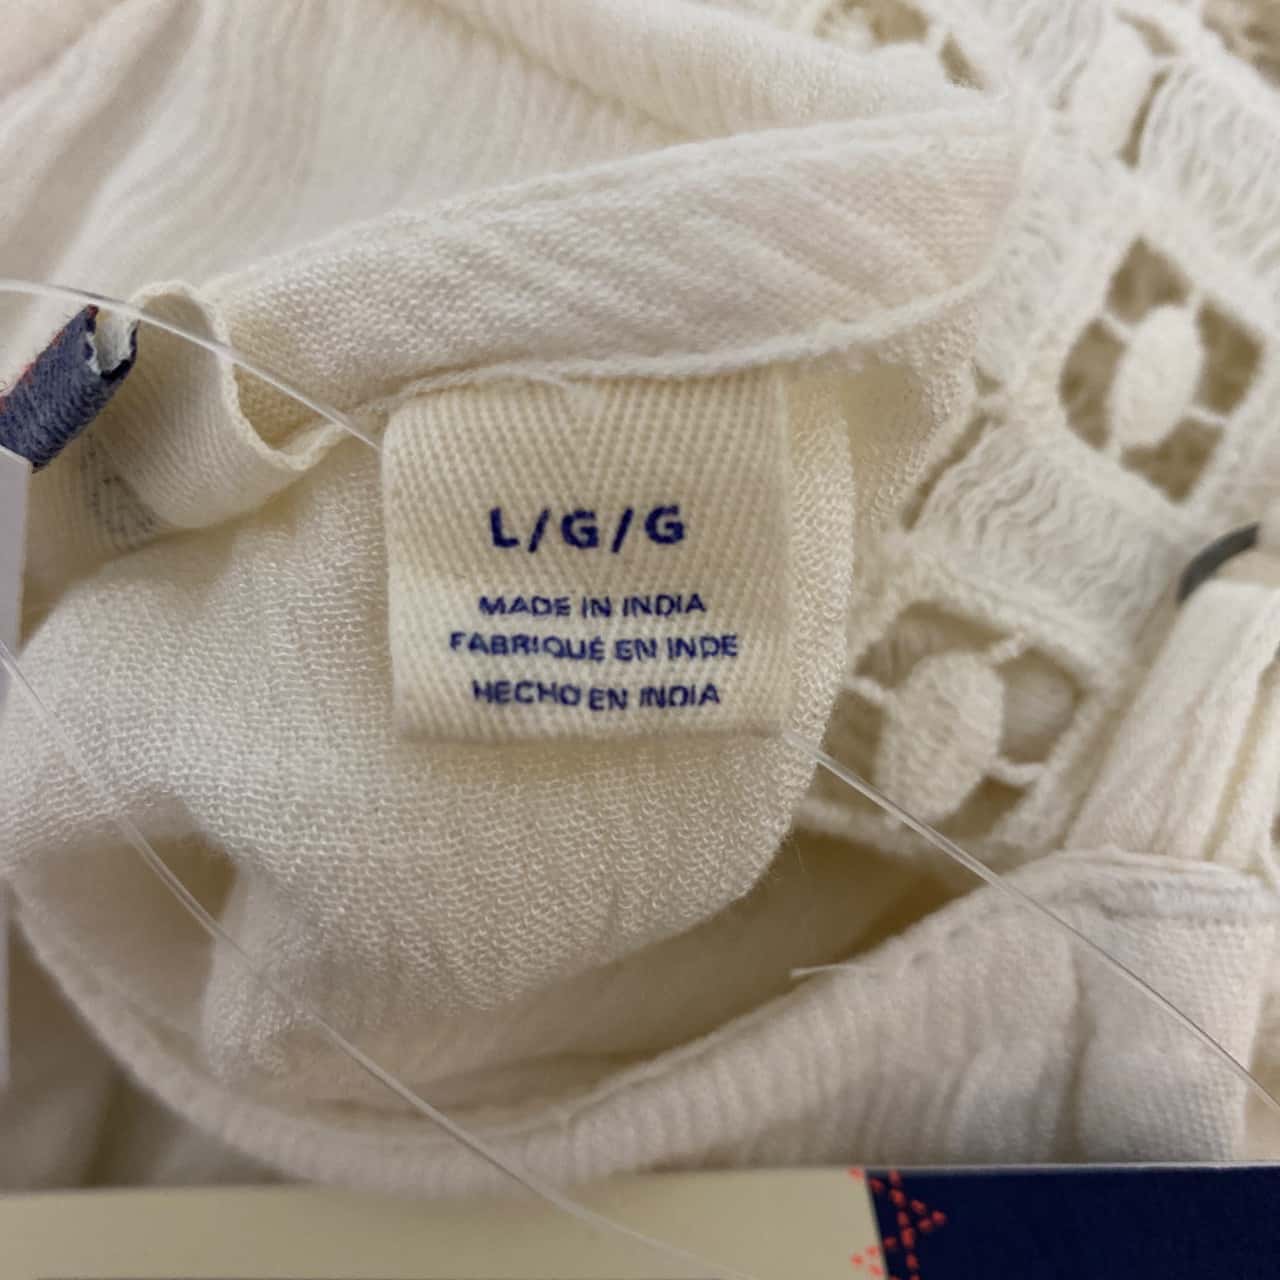 L/G/G
MADE IN INDIA
FABRIQUÉ EN INDE
HECHO EN INDIA